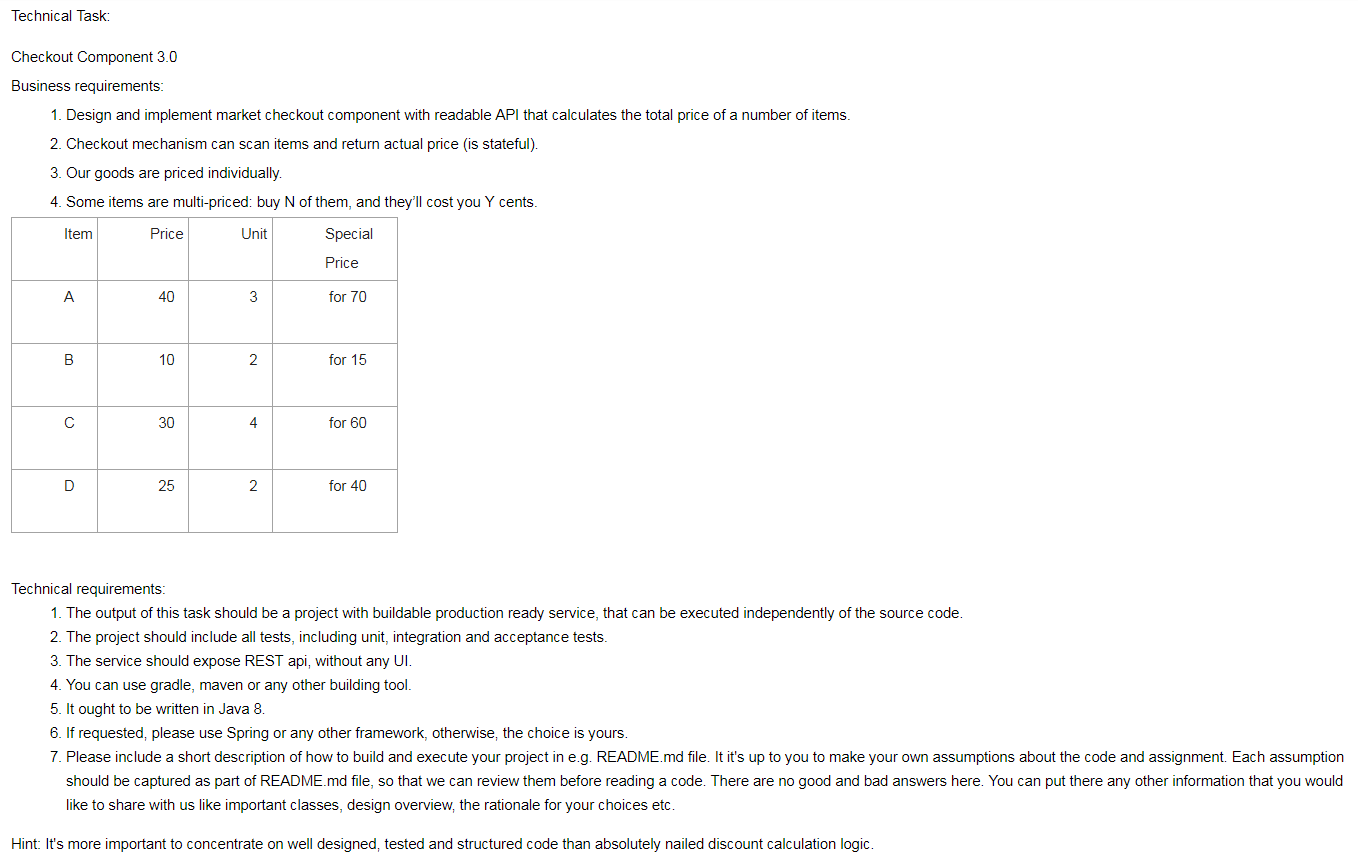 Technical Task:
Checkout Component 3.0
Business requirements:
1. Design and implement market checkout component with readable API that calculates the total price of a number of items.
2. Checkout mechanism can scan items and return actual price (is stateful).
3. Our goods are priced individually.
4. Some items are multi-priced: buy N of them, and they'll cost you Y cents.
Item Price Unit Special
Price
A 40 3 for 70
B 10 2 for 15
C 30 4 for 60
D 25 2 for 40
Technical requirements:
1. The output of this task should be a project with buildable production ready service, that can be executed independently of the source code.
2. The project should include all tests, including unit, integration and acceptance tests.
3. The service should expose REST api, without any UI.
4. You can use gradle, maven or any other building tool.
5. It ought to be written in Java 8.
6. If requested, please use Spring or any other framework, otherwise, the choice is yours.
7. Please include a short description of how to build and execute your project in e.g. README.md file. It it's up to you to make your own assumptions about the code and assignment. Each assumption
should be captured as part of README.md file, so that we can review them before reading a code. There are no good and bad answers here. You can put there any other information that you would
like to share with us like important classes, design overview, the rationale for your choices etc.
Hint: It's more important to concentrate on well designed, tested and structured code than absolutely nailed discount calculation logic.